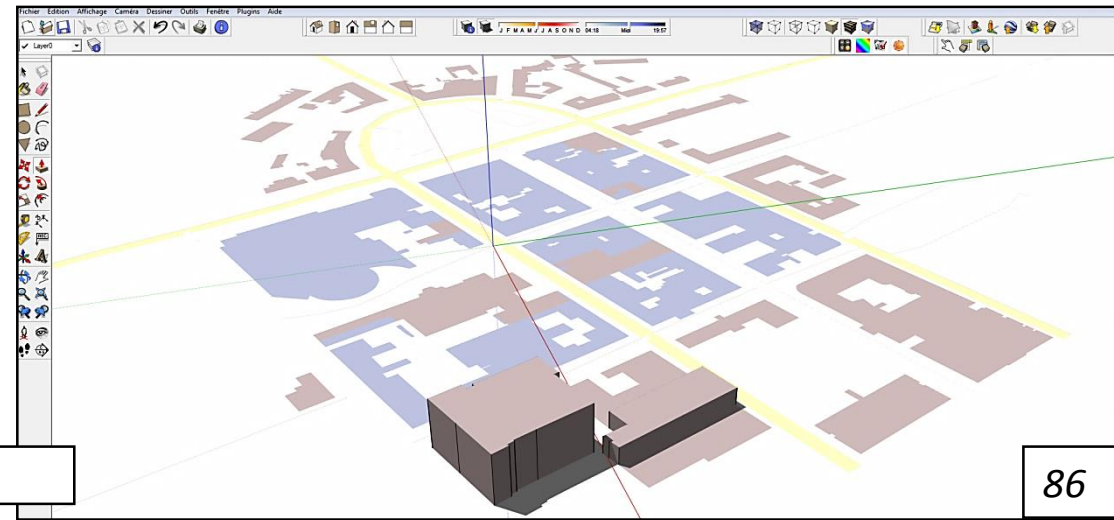 Fichier Edition Affichage Caméra Dessiner Outils Fenêtre Plugins Aide
J F M A M J J A S O N D 04:18 Midi 19:57
Layer0
86